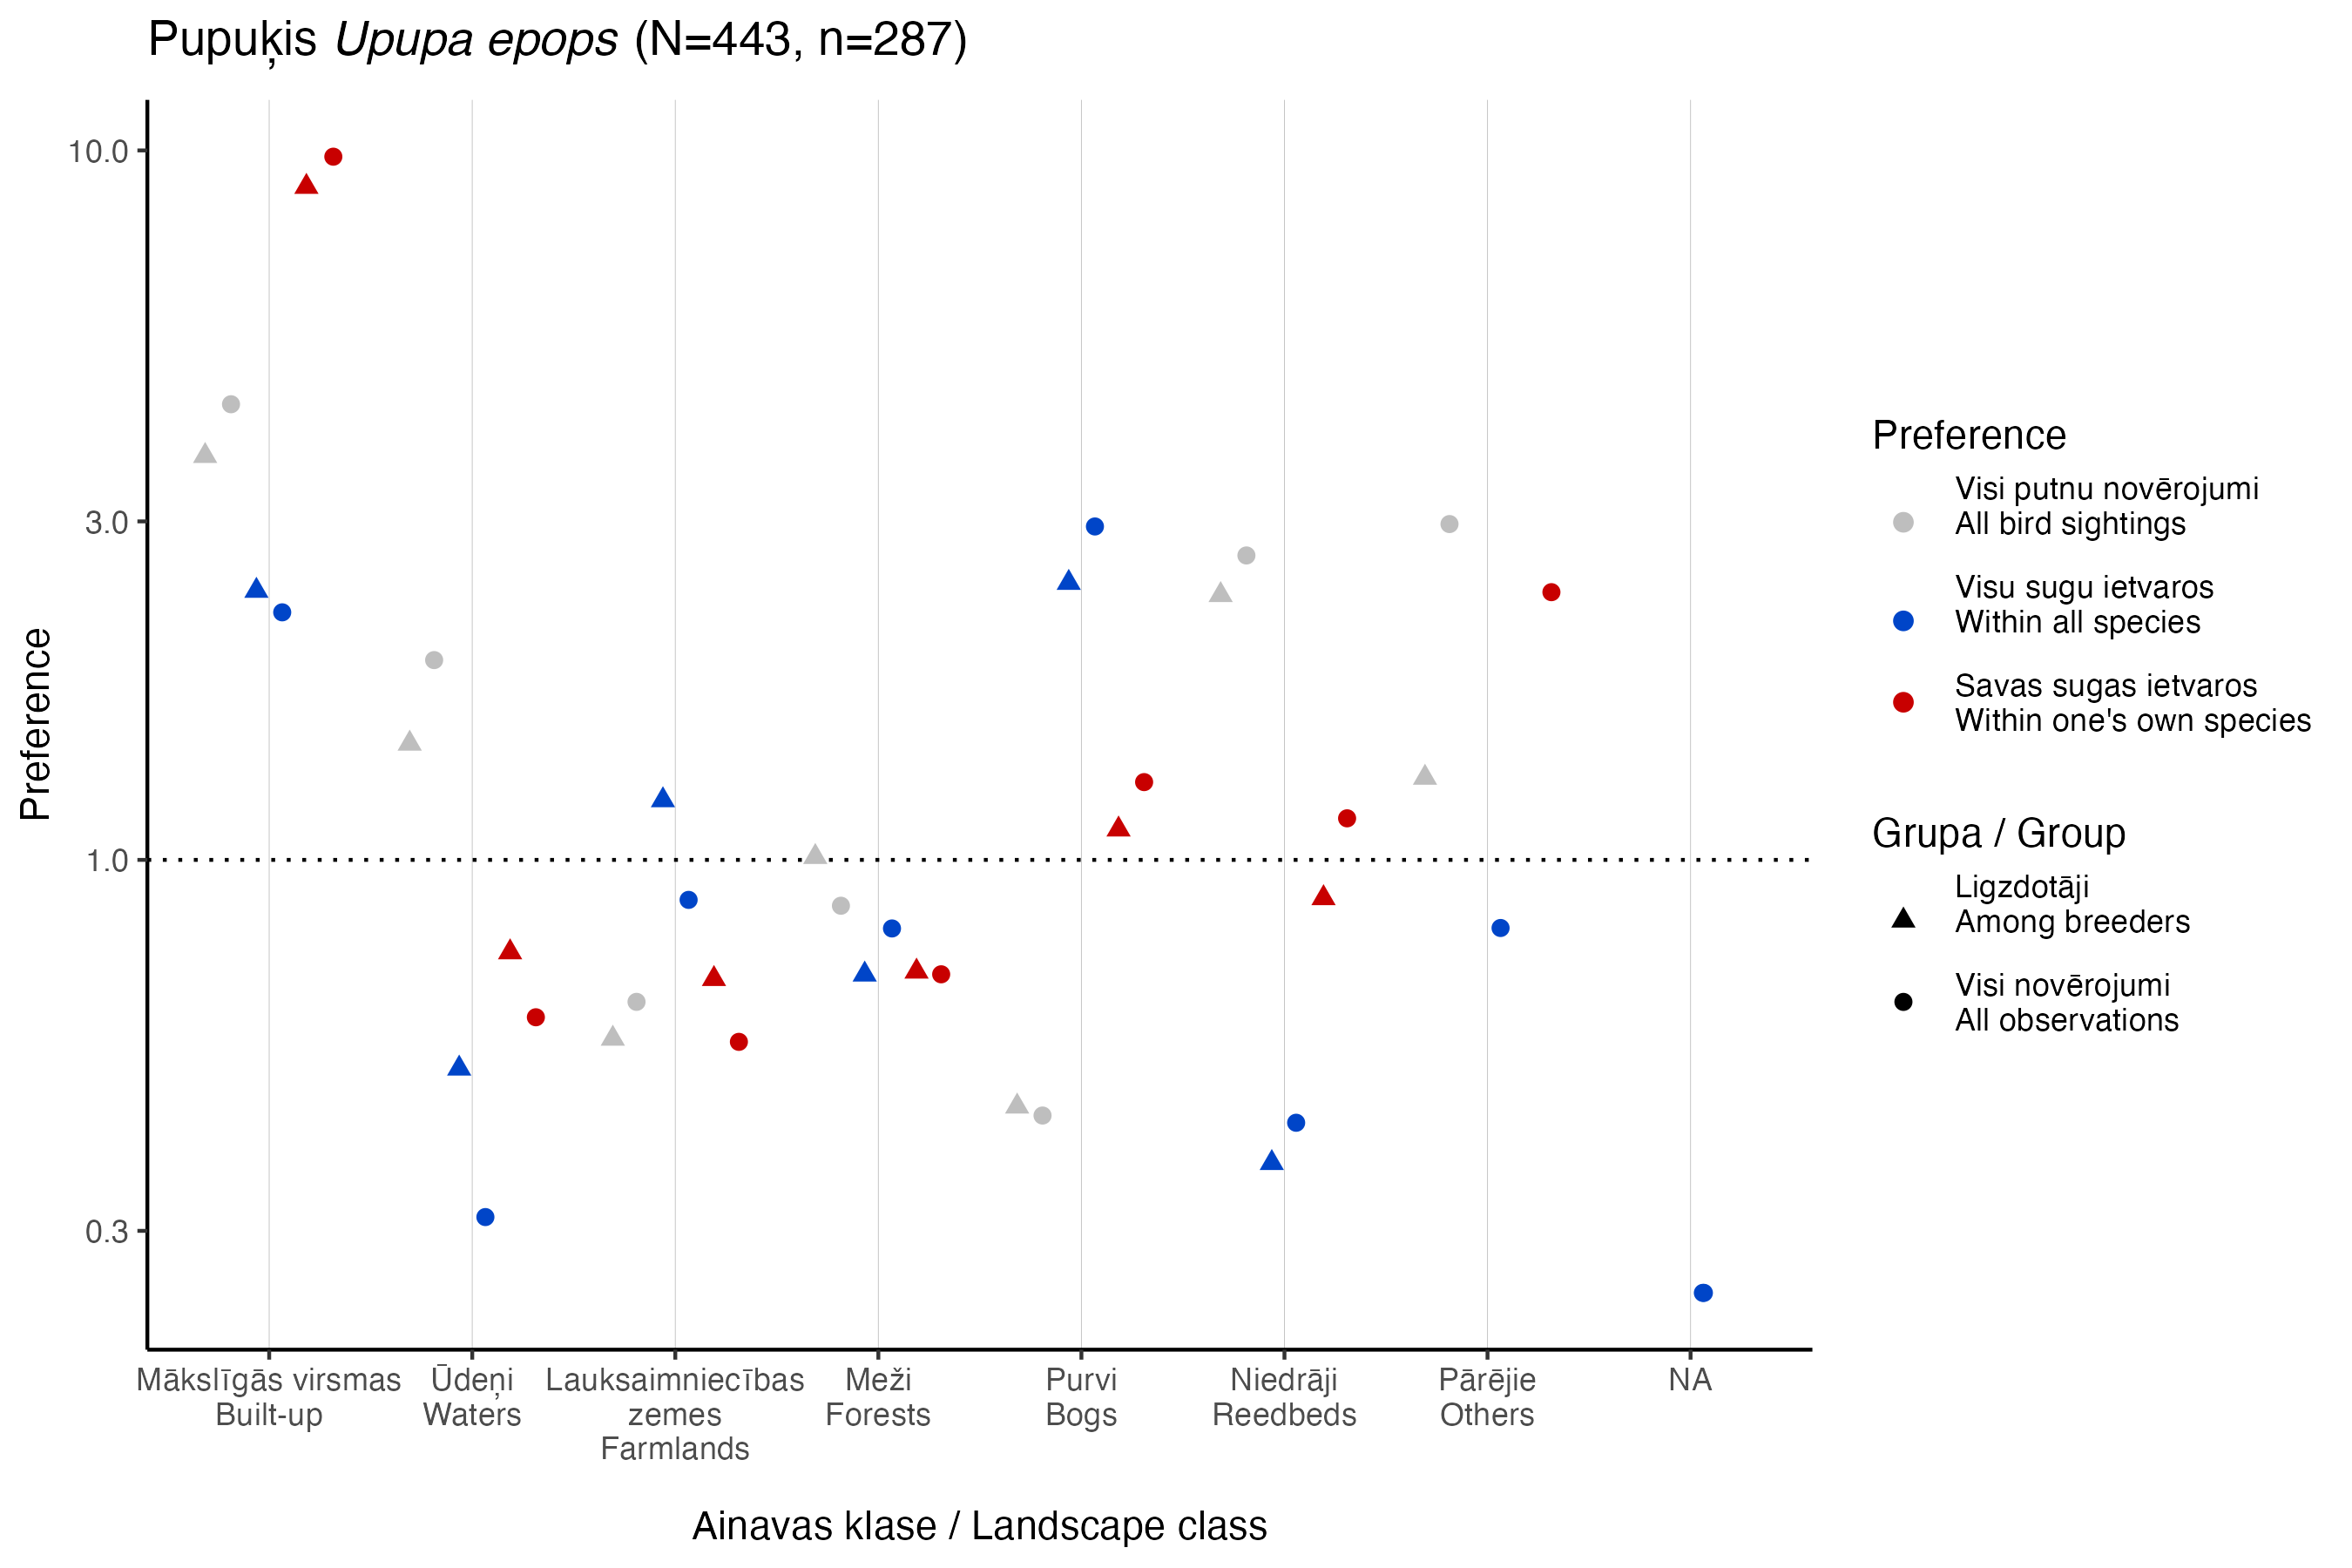 Pupuķis Upupa epops (N=443, n=287)
Preference
10.0
3.0
1.0
0.3
Mākslīgās virsmas
Built-up
Ūdeņi
Waters
Lauksaimniecības
zemes
Farmlands
Meži
Forests
Purvi
Bogs
Niedrāji
Reedbeds
Pārējie
Others
NA
Ainavas klase / Landscape class
Preference
Visi putnu novērojumi
All bird sightings
Visu sugu ietvaros
Within all species
Savas sugas ietvaros
Within one's own species
Grupa / Group
Ligzdotāji
Among breeders
Visi novērojumi
All observations